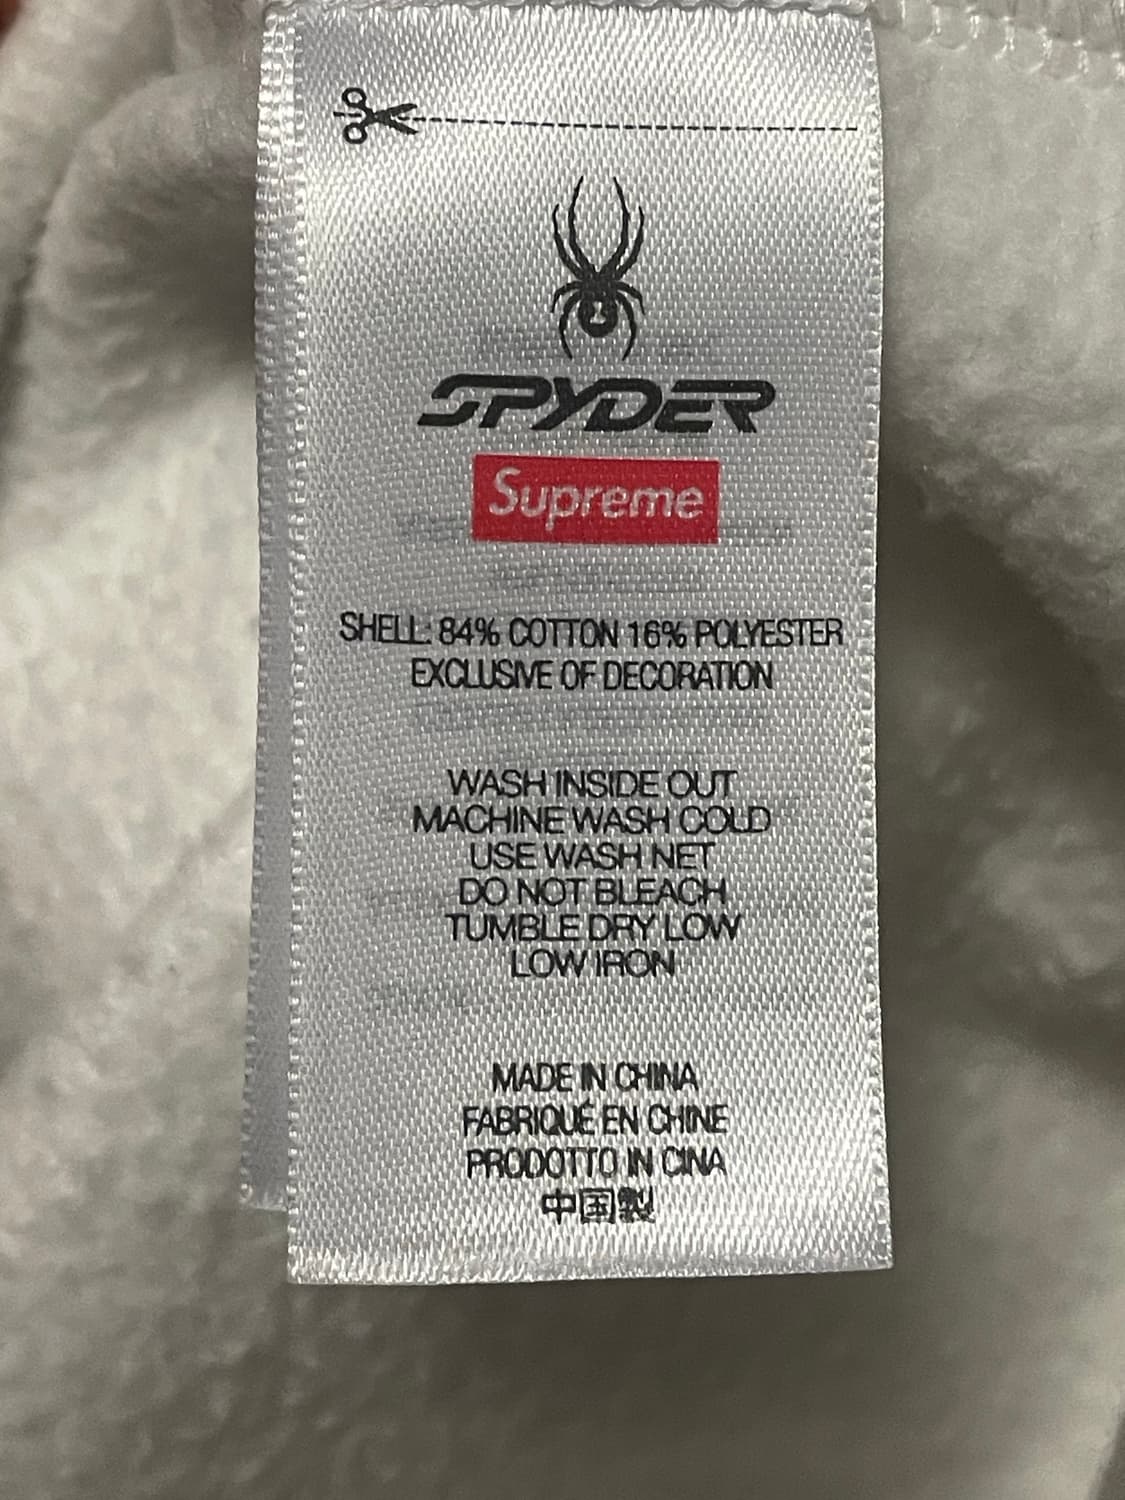 SPYDER
Supreme
SHELL: 84% COTTON 16% POLYESTER
EXCLUSIVE OF DECORATION
WASH INSIDE OUT
MACHINE WASH COLD
USE WASH NET
DO NOT BLEACH
TUMBLE DRY LOW
LOW IRON
MADE IN CHINA
FABRIQUÉ EN CHINE
PRODOTTO IN CINA
中国製